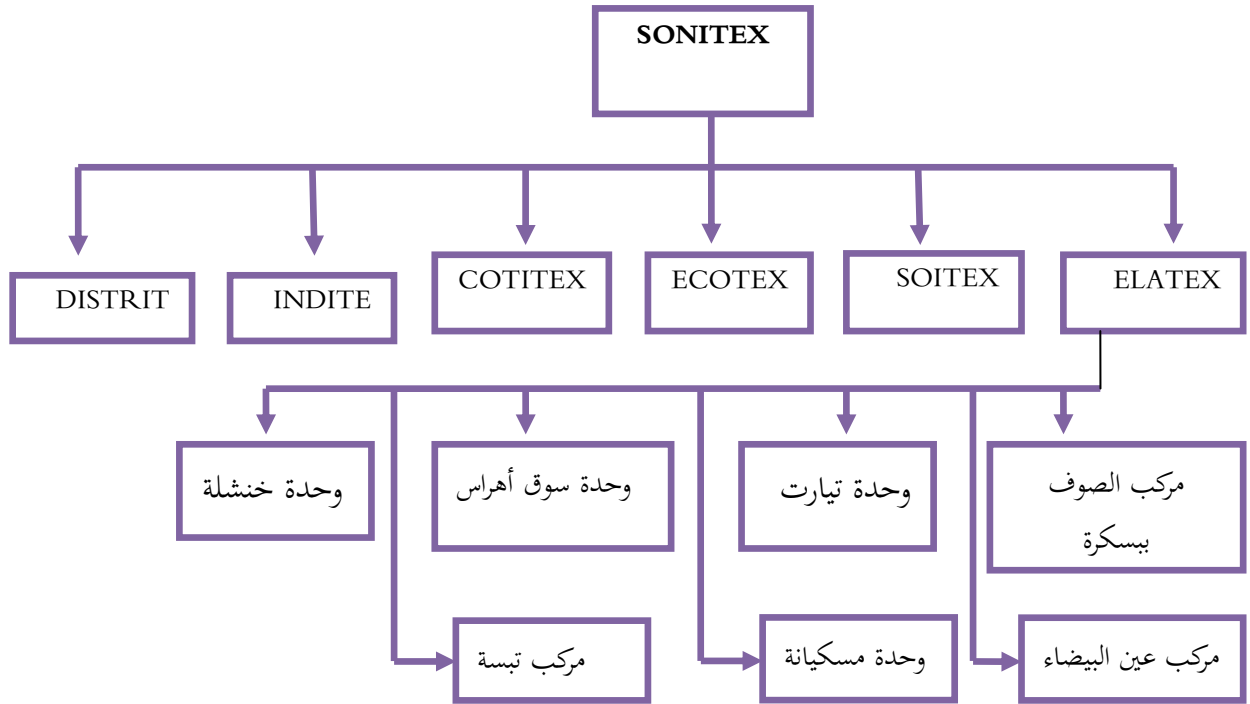 SONITEX
DISTRIT
INDITE
COTITEX
ECOTEX
SOITEX
ELATEX
مركب الصوف
ببسكرة
وحدة تيارت
وحدة سوق أهراس
وحدة خنشلة
مركب عين البيضاء
وحدة مسكيانة
مركب تبسة